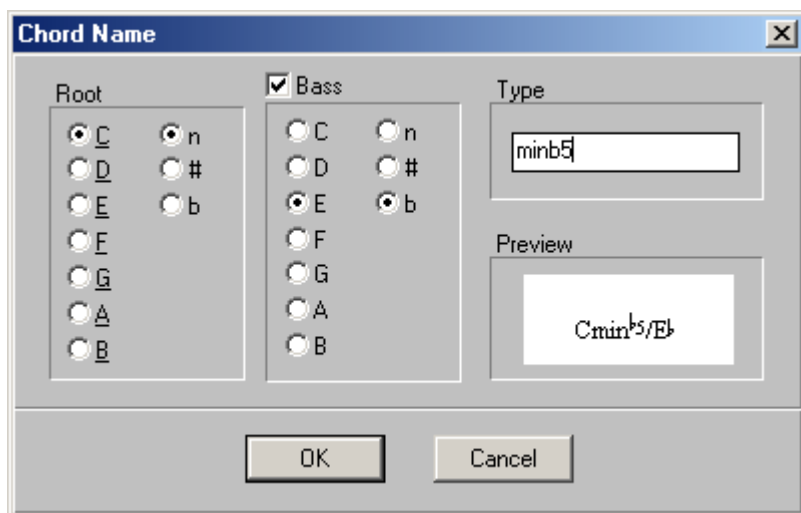 Chord Name
Root
C n
D #
E b
F
G
A
B
Bass
C n
D #
E b
F
G
A
B
Type
minb5
Preview
Cmin♭5/E♭
OK Cancel